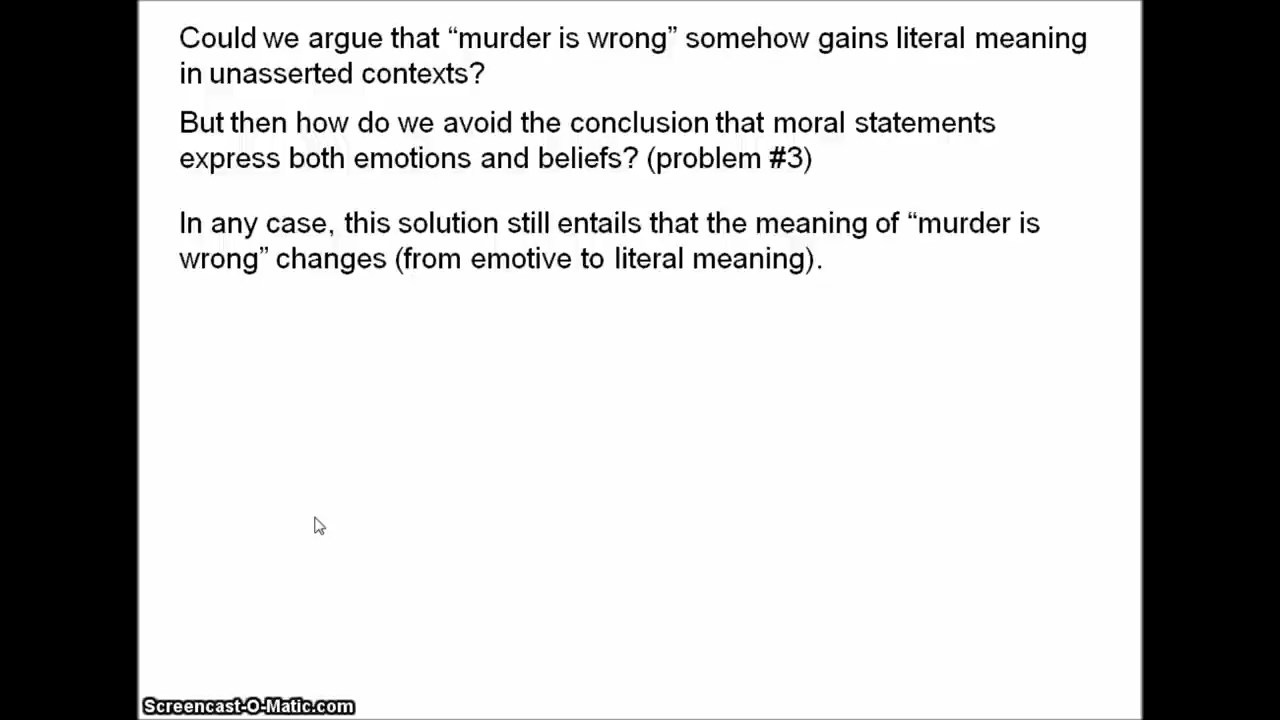 Could we argue that “murder is wrong” somehow gains literal meaning
in unasserted contexts?
But then how do we avoid the conclusion that moral statements
express both emotions and beliefs? (problem #3)
In any case, this solution still entails that the meaning of “murder is
wrong” changes (from emotive to literal meaning).
Screencast-O-Matic.com